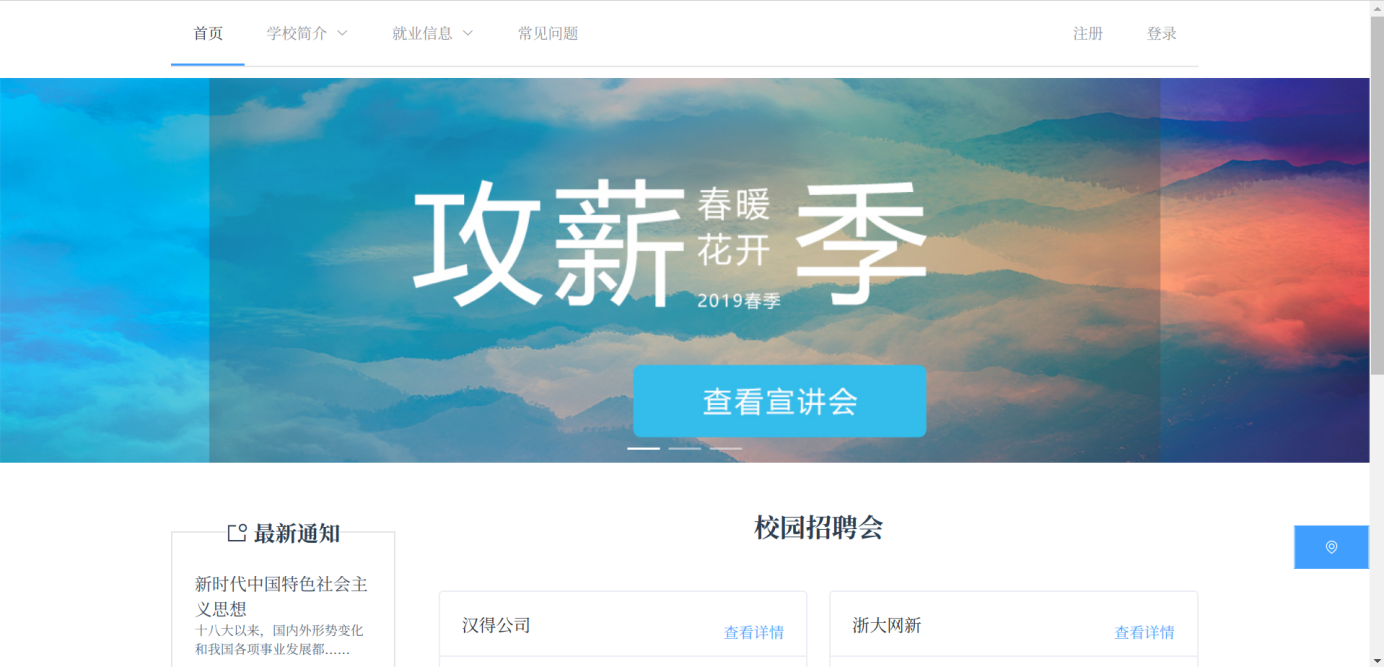 首页 学校简介 就业信息 常见问题 注册 登录
攻薪季
春暖
花开
2019春季
查看宣讲会
最新通知
新时代中国特色社会主
义思想
十八大以来，国内外形势变化
和我国各项事业发展都......
校园招聘会
汉得公司
查看详情
浙大网新
查看详情